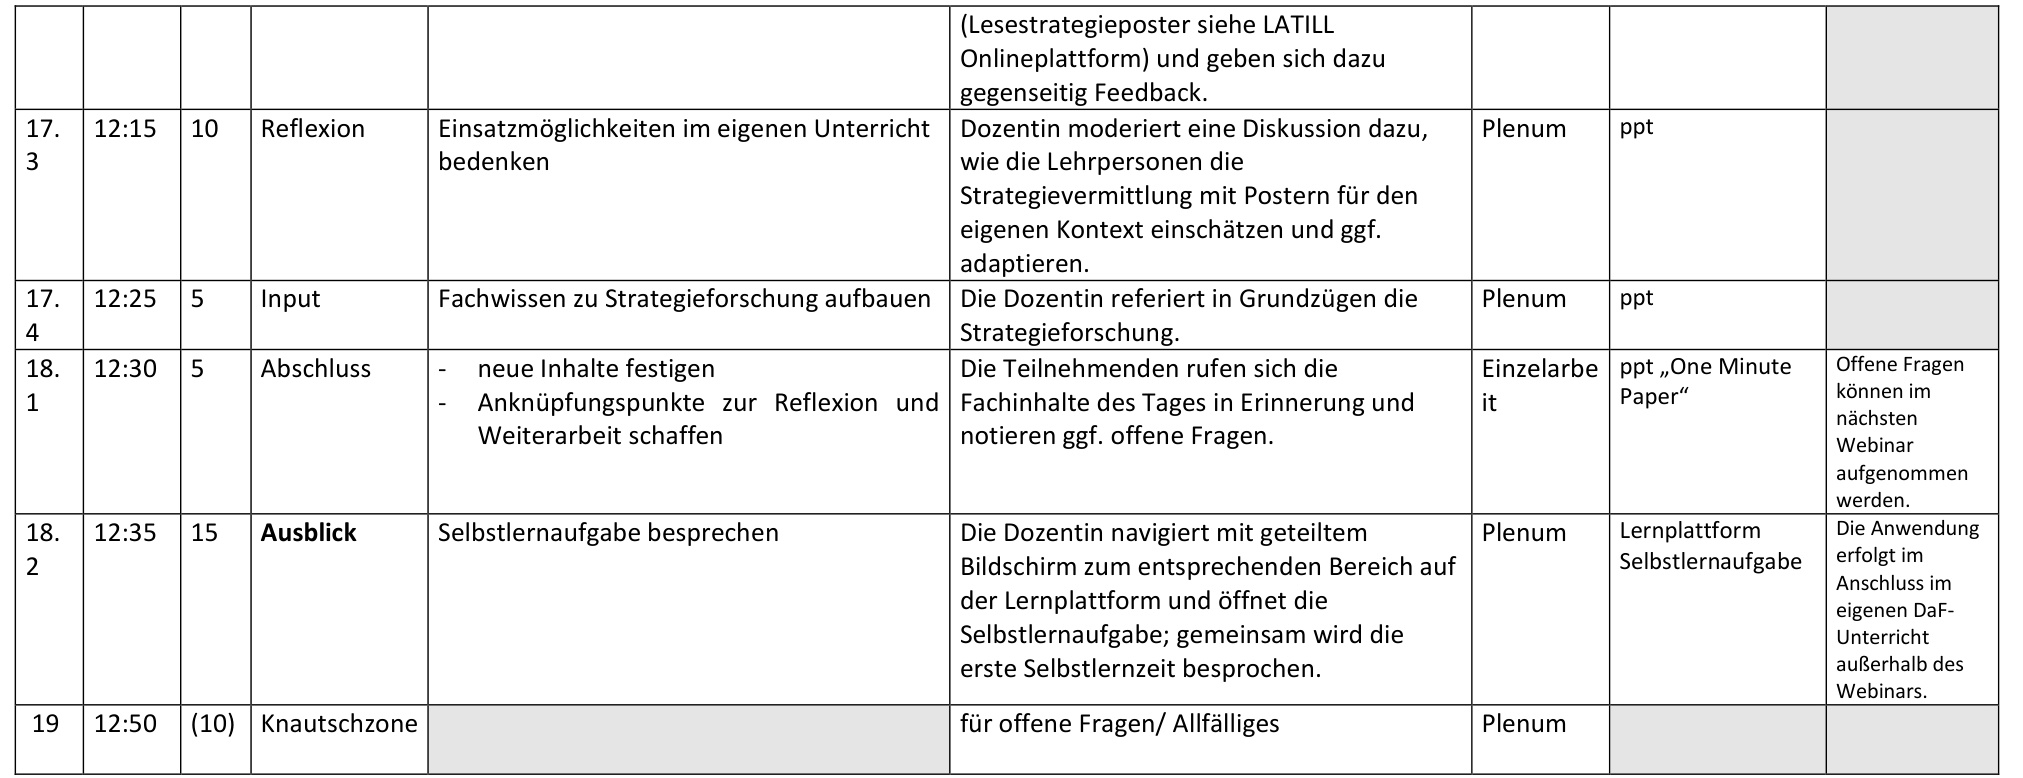 (Lesestrategieposter siehe LATILL
Onlineplattform) und geben sich dazu
gegenseitig Feedback.
17.
3
12:15
10
Reflexion
Einsatzmöglichkeiten im eigenen Unterricht
bedenken
Dozentin moderiert eine Diskussion dazu,
wie die Lehrpersonen die
Strategievermittlung mit Postern für den
eigenen Kontext einschätzen und ggf.
adaptieren.
Plenum
ppt
17.
4
12:25
5
Input
Fachwissen zu Strategieforschung aufbauen
Die Dozentin referiert in Grundzügen die
Strategieforschung.
Plenum
ppt
18.
1
12:30
5
Abschluss
- neue Inhalte festigen
- Anknüpfungspunkte zur Reflexion und
Weiterarbeit schaffen
Die Teilnehmenden rufen sich die
Fachinhalte des Tages in Erinnerung und
notieren ggf. offene Fragen.
Einzelarbe
it
ppt „One Minute
Paper“
Offene Fragen
können im
nächsten
Webinar
aufgenommen
werden.
18.
2
12:35
15
Ausblick
Selbstlernaufgabe besprechen
Die Dozentin navigiert mit geteiltem
Bildschirm zum entsprechenden Bereich auf
der Lernplattform und öffnet die
Selbstlernaufgabe; gemeinsam wird die
erste Selbstlernzeit besprochen.
Plenum
Lernplattform
Selbstlernaufgabe
Die Anwendung
erfolgt im
Anschluss im
eigenen DaF-
Unterricht
außerhalb des
Webinars.
19
12:50
(10)
Knautschzone
für offene Fragen/ Allfälliges
Plenum